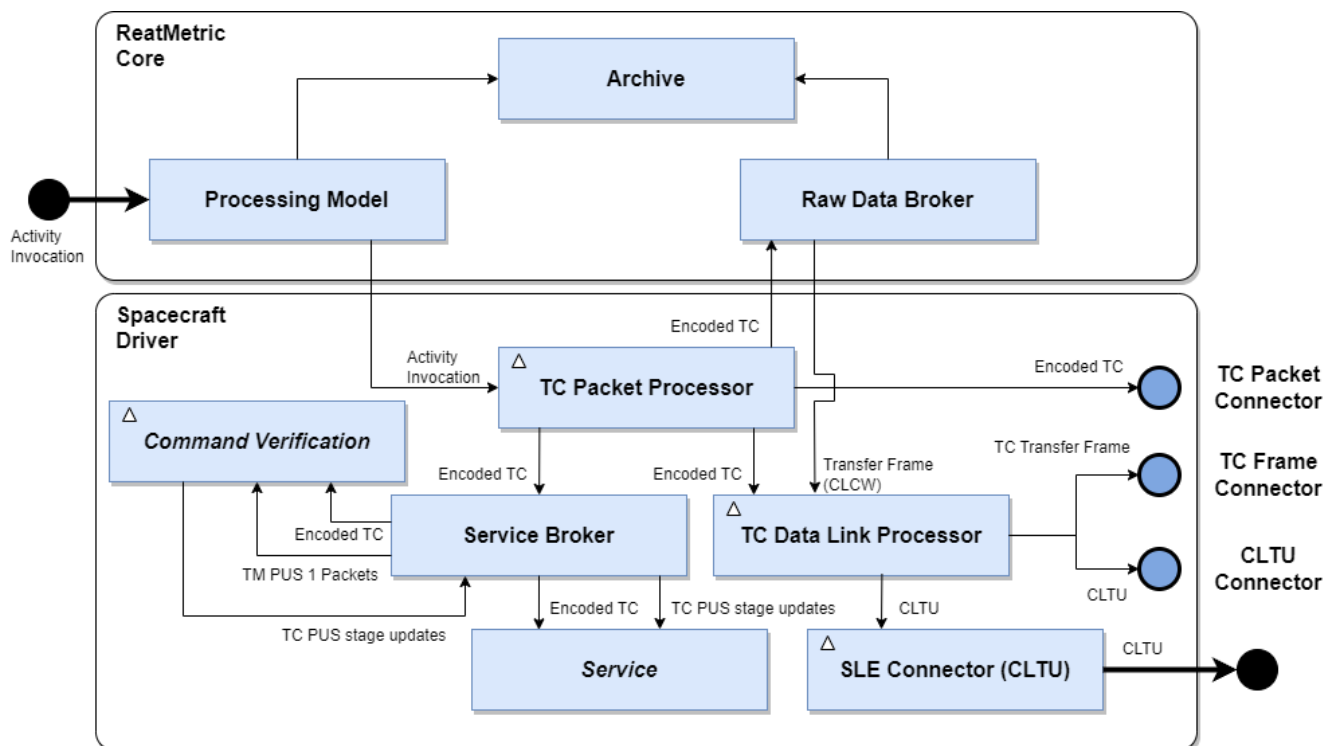 ReatMetric
Core
Archive
Processing Model
Raw Data Broker
Activity
Invocation
Spacecraft
Driver
Encoded TC
Activity
Invocation
TC Packet Processor
Encoded TC
TC Packet
Connector
Command Verification
Encoded TC
Encoded TC
Transfer Frame
(CLCW)
TC Transfer Frame
TC Frame
Connector
Encoded TC
Service Broker
TC Data Link Processor
TM PUS 1 Packets
CLTU
CLTU
Connector
TC PUS stage updates
Encoded TC
TC PUS stage updates
CLTU
Service
SLE Connector (CLTU)
CLTU